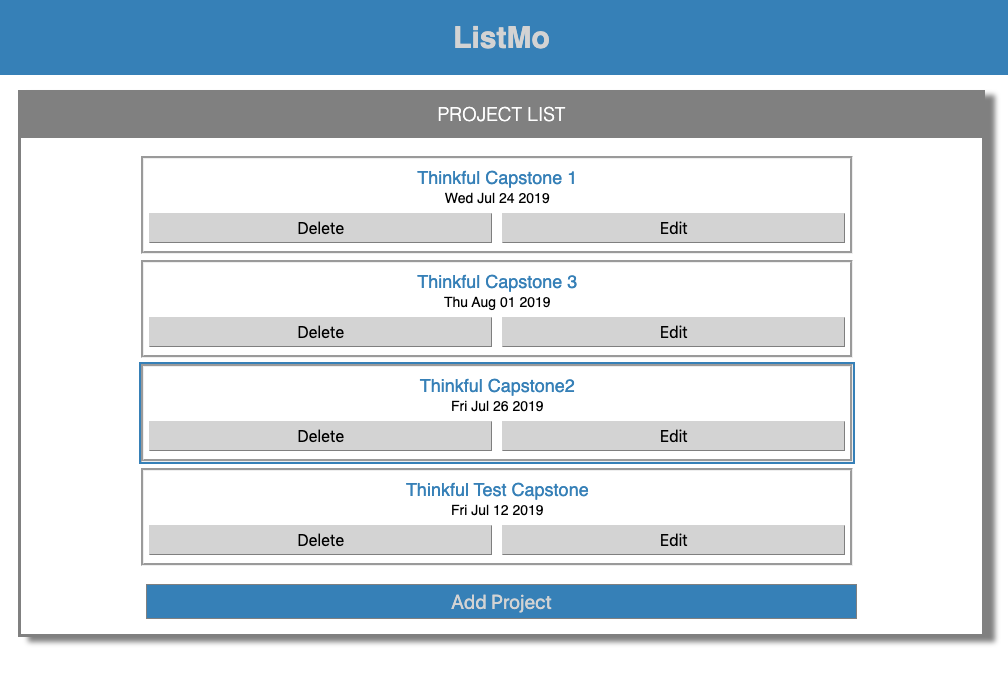 ListMo
PROJECT LIST
Thinkful Capstone 1
Wed Jul 24 2019
Delete Edit
Thinkful Capstone 3
Thu Aug 01 2019
Delete Edit
Thinkful Capstone2
Fri Jul 26 2019
Delete Edit
Thinkful Test Capstone
Fri Jul 12 2019
Delete Edit
Add Project